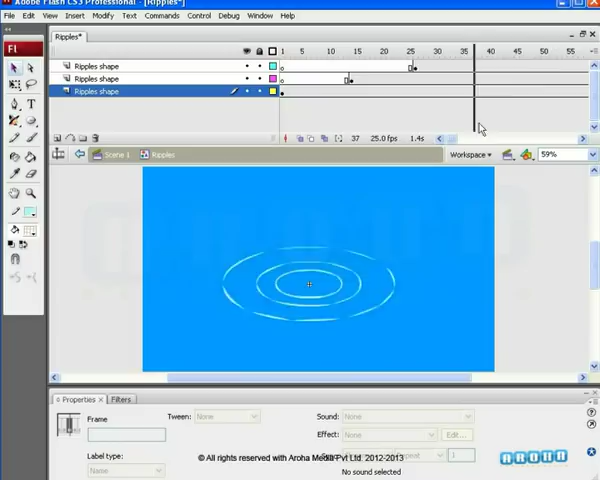 Adobe Flash CS3 Professional - [Ripples*]
File Edit View Insert Modify Text Commands Control Debug Window Help
Ripples*
1 5 10 15 20 25 30 35 40 45 50 55
Ripples shape
Ripples shape
Ripples shape
37 25.0 fps 1.4s
Scene 1 Ripples Workspace 59%
Properties Filters
Frame Tween: None Sound: None
Effect: None Edit...
Label type: Repeat 1
Name No sound selected
© All rights reserved with Aroha Media Pvt Ltd. 2012-2013
AROHA